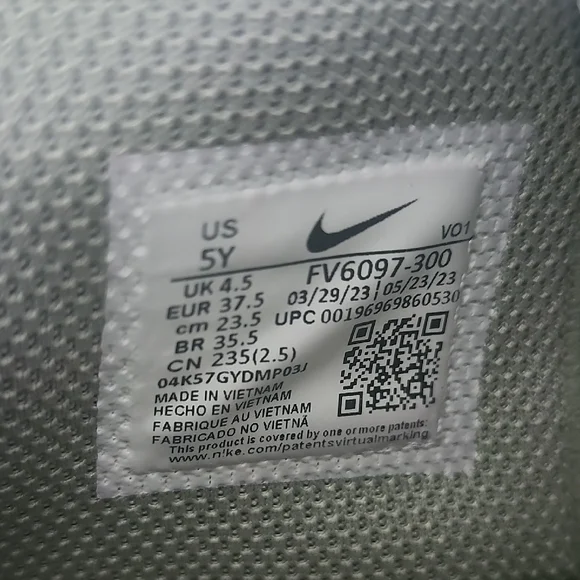 US
5Y
VO1
UK 4.5
FV6097-300
EUR 37.5
03/29/23 | 05/23/23
cm 23.5
UPC 00196969860530
BR 35.5
CN 235(2.5)
04K57GYDMP03J
MADE IN VIETNAM
HECHO EN VIETNAM
FABRIQUE AU VIETNAM
FABRICADO NO VIETNÃ
This product is covered by one or more patents:
www.nike.com/patentsvirtualmarking